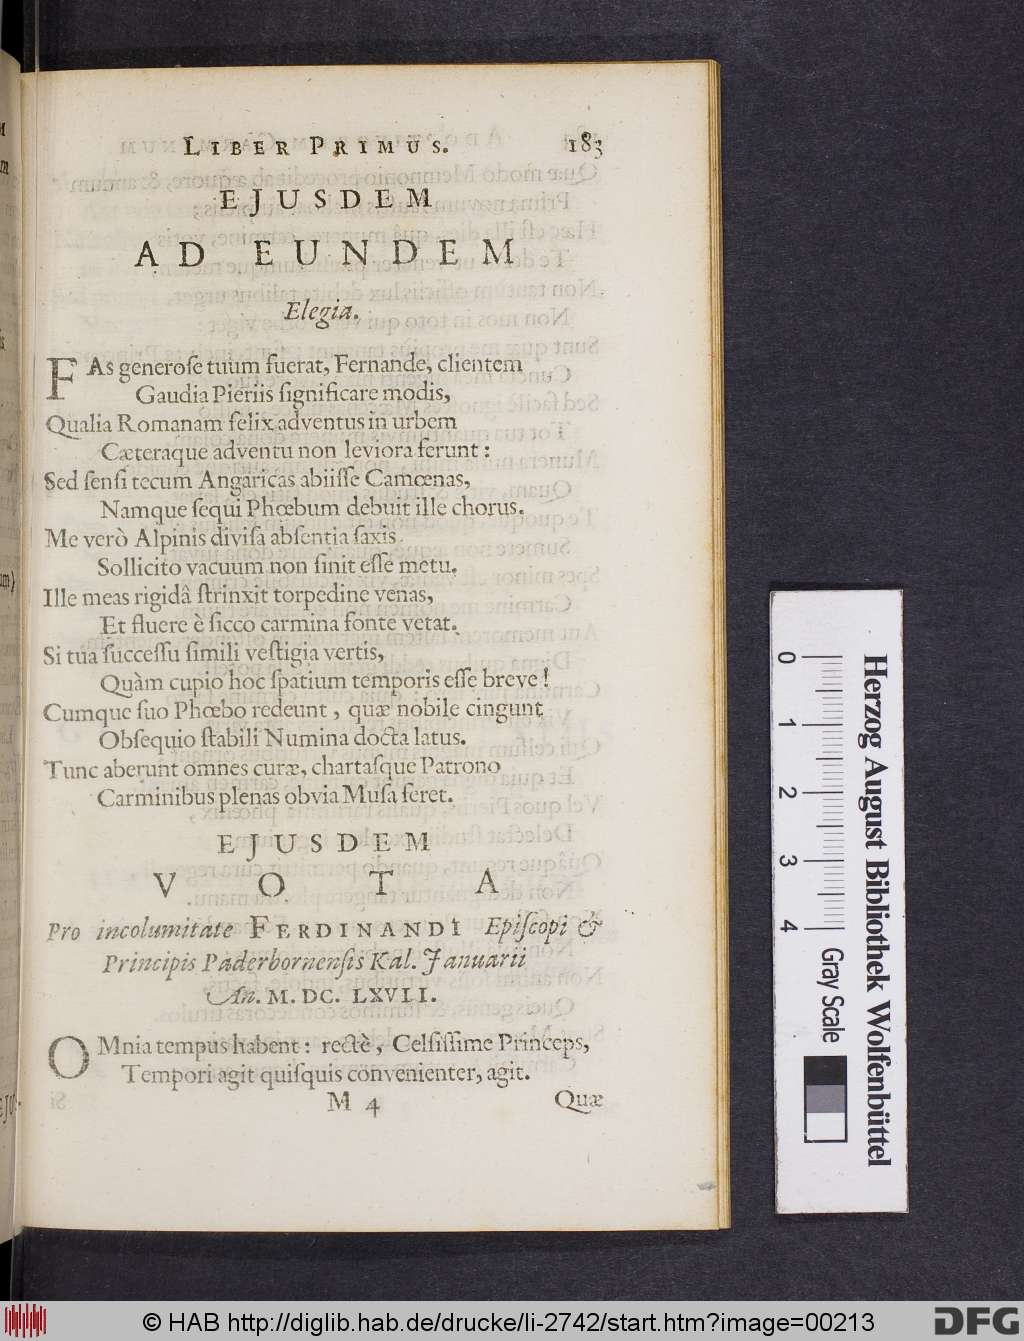 LIBER PRIMUS. 183
EJUSDEM
AD EUNDEM
Elegia.
FAs generose tuum fuerat, Fernande, clientem
Gaudia Pieriis significare modis,
Qualia Romanam felix adventus in urbem
Cæteraque adventu non leviora ferunt:
Sed sensi tecum Angaricas abiisse Camœnas,
Namque sequi Phœbum debuit ille chorus.
Me verò Alpinis divisa absentia saxis
Sollicito vacuum non sinit esse metu.
Ille meas rigidâ strinxit torpedine venas,
Et fluere è sicco carmina fonte vetat.
Si tua successu simili vestigia vertis,
Quàm cupio hoc spatium temporis esse breve!
Cumque suo Phœbo redeunt, quæ nobile cingunt
Obsequio stabili Numina docta latus.
Tunc aberunt omnes curæ, chartasque Patrono
Carminibus plenas obvia Musa feret.
EJUSDEM
VOTA
Pro incolumitate FERDINANDI Episcopi &
Principis Paderbornensis Kal. Januarii
An. M. DC. LXVII.
OMnia tempus habent: rectè, Celsissime Princeps,
Tempori agit quisquis convenienter, agit.
M 4 Quæ
0 1 2 3 4
Gray Scale
Herzog August Bibliothek Wolfenbüttel
© HAB http://diglib.hab.de/drucke/li-2742/start.htm?image=00213
DFG